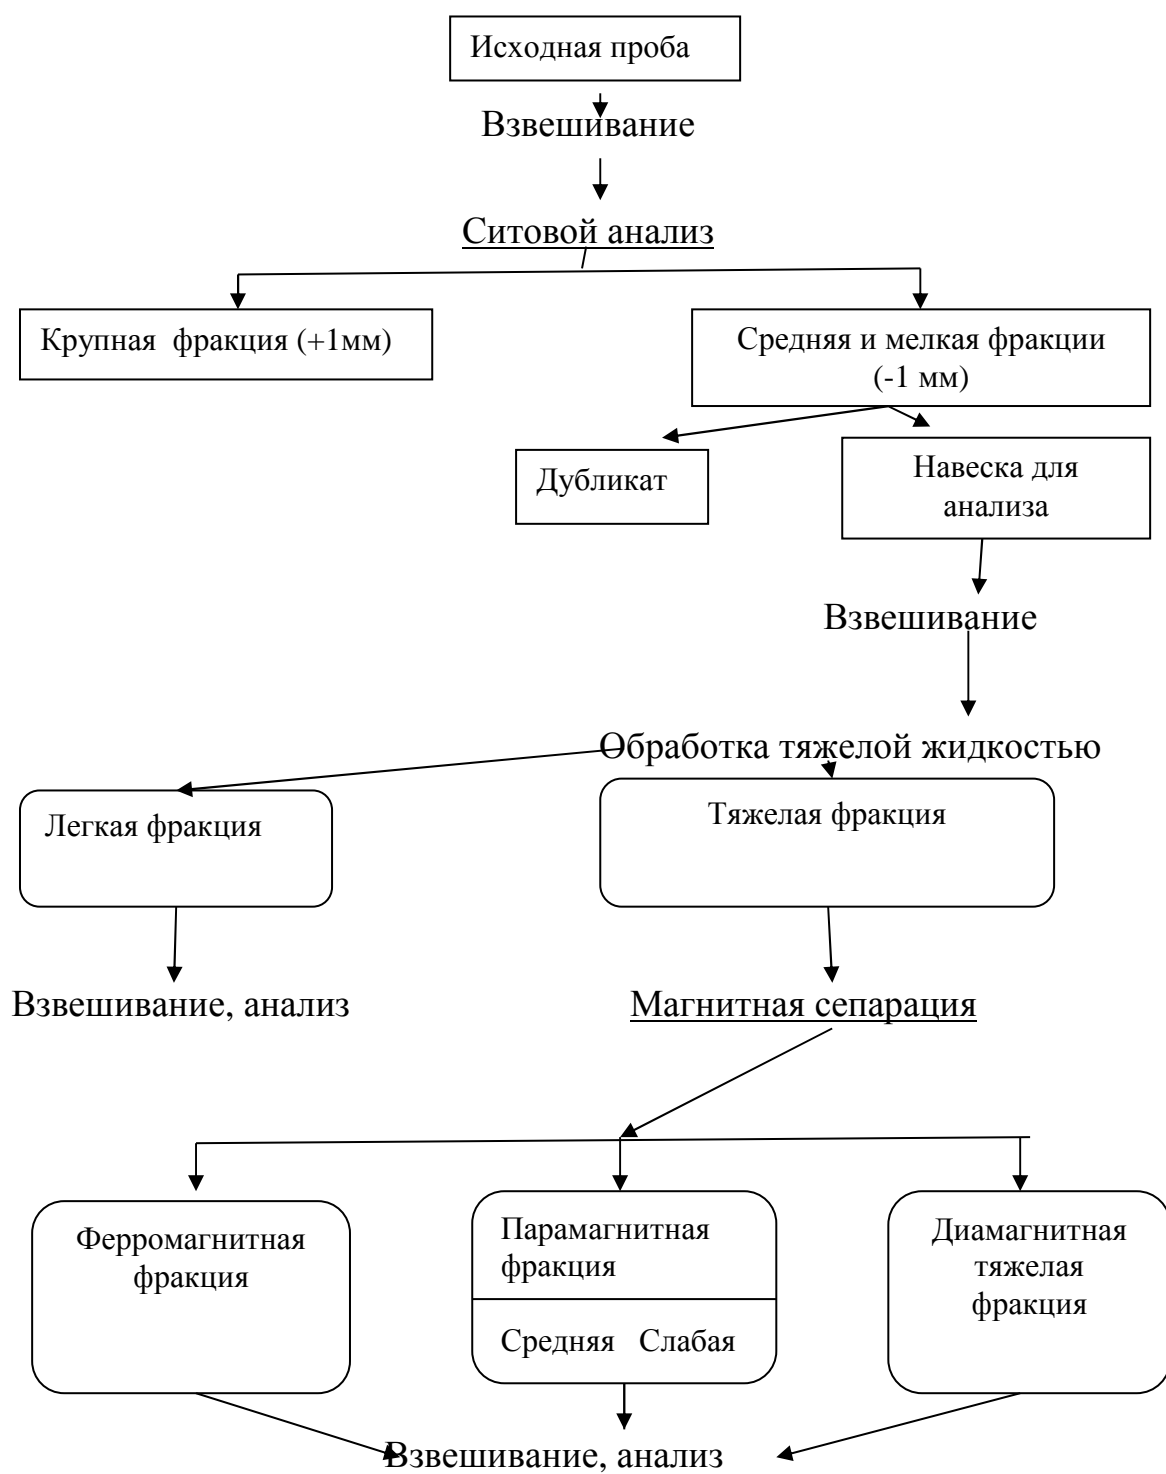 Исходная проба
Взвешивание
Ситовой анализ
Крупная фракция (+1мм)
Средняя и мелкая фракции
(-1 мм)
Дубликат
Навеска для
анализа
Взвешивание
Обработка тяжелой жидкостью
Легкая фракция
Тяжелая фракция
Взвешивание, анализ
Магнитная сепарация
Ферромагнитная
фракция
Парамагнитная
фракция
Средняя Слабая
Диамагнитная
тяжелая
фракция
Взвешивание, анализ